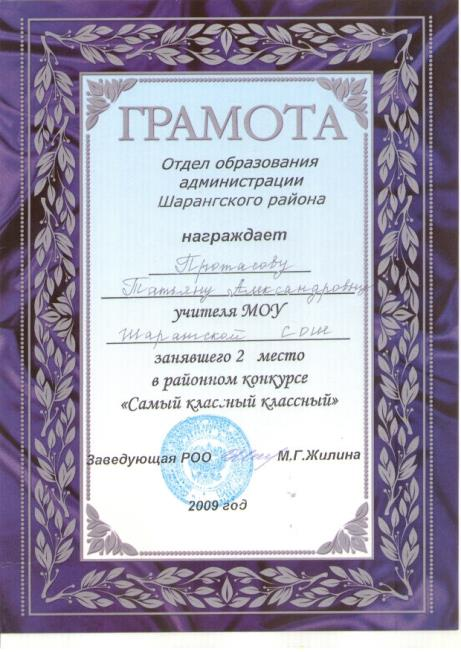 ГРАМОТА
Отдел образования
администрации
Шарангского района
награждает
Протасову
Татьяну Александровну
учителя МОУ
Шарангской СОШ
занявшего 2 место
в районном конкурсе
«Самый классный классный»
Заведующая РОО М.Г.Жилина
2009 год